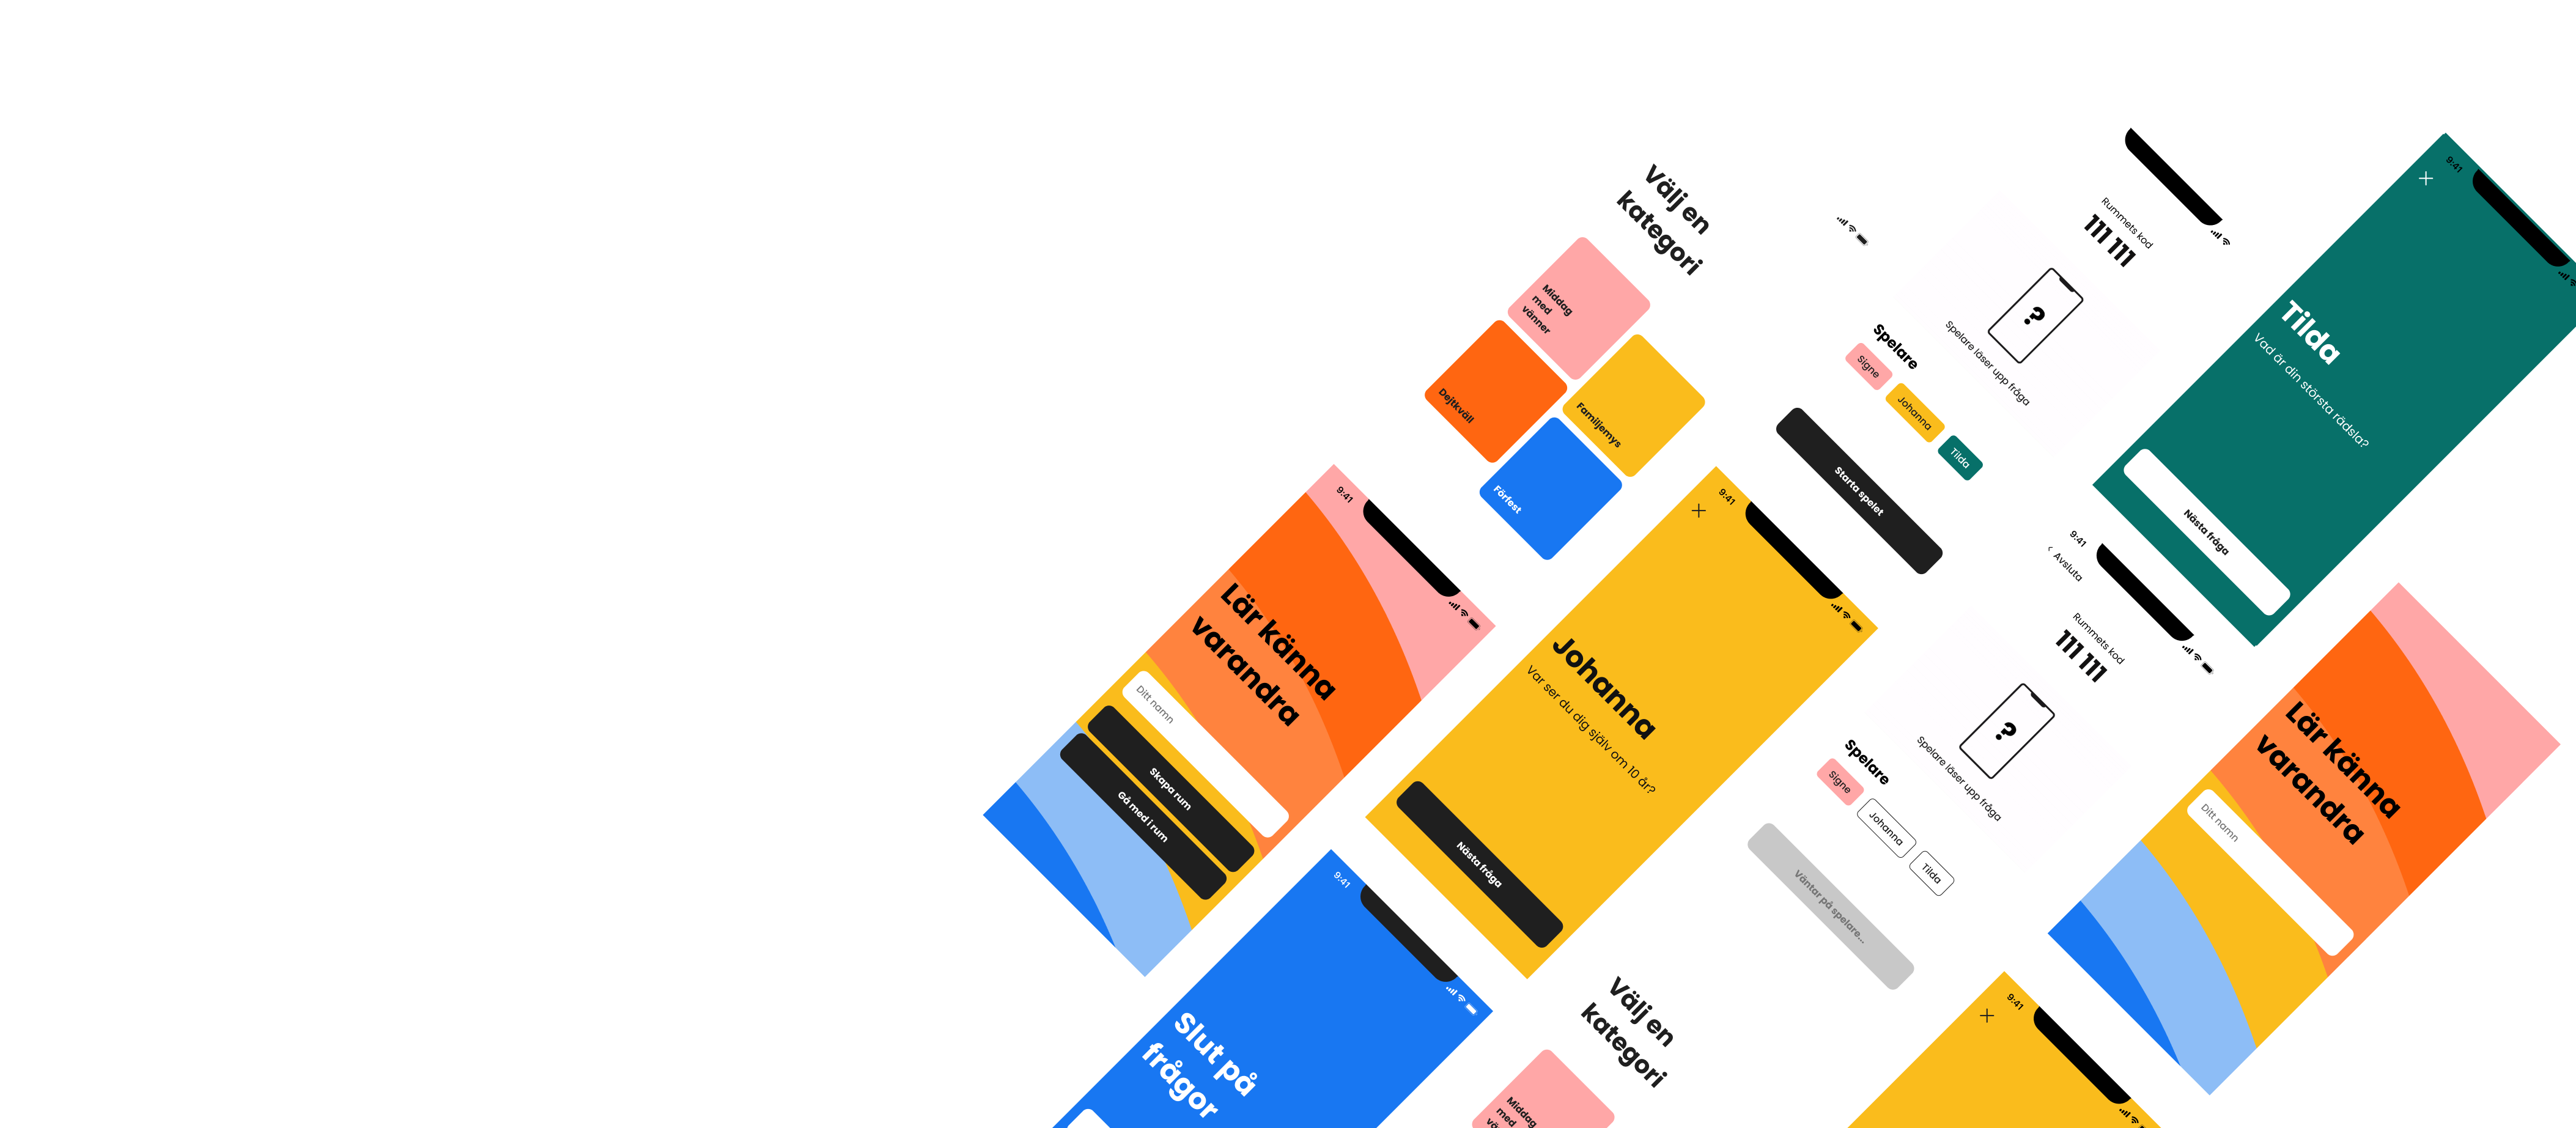 Välj en
kategori
Middag
med
vänner
Dejtkväll
Familjemys
Förfest
Rummets kod
111 111
?
Spelare läser upp fråga
Spelare
Signe
Johanna
Tilda
Starta spelet
9:41
Tilda
Vad är din största rädsla?
Nästa fråga
9:41
Lär känna
varandra
Ditt namn
Skapa rum
Gå med i rum
9:41
Johanna
Var ser du dig själv om 10 år?
Nästa fråga
9:41
‹ Avsluta
Rummets kod
111 111
?
Spelare läser upp fråga
Spelare
Signe
Johanna
Tilda
Väntar på spelare...
Lär känna
varandra
Ditt namn
9:41
Slut på
frågor
Välj en
kategori
Middag
med
9:41